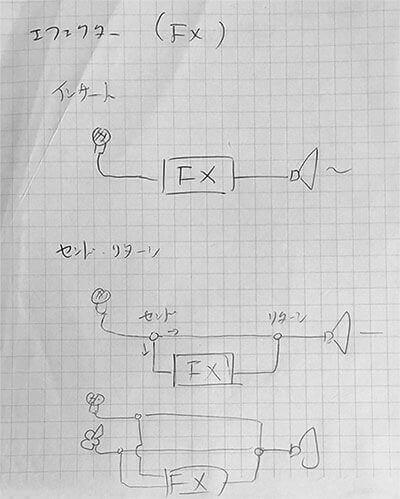 エフェクター (FX)
インサート
FX
センド・リターン
センド リターン
FX
FX